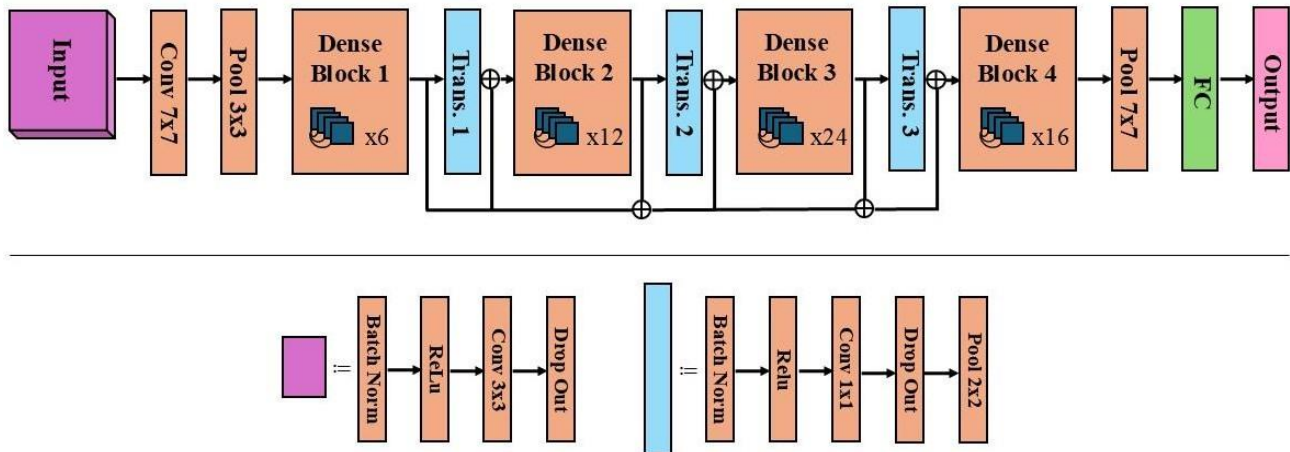 Input
Conv 7x7
Pool 3x3
Dense
Block 1
x6
Trans. 1
Dense
Block 2
x12
Trans. 2
Dense
Block 3
x24
Trans. 3
Dense
Block 4
x16
Pool 7x7
FC
Output
:=
Batch Norm
ReLu
Conv 3x3
Drop Out
:=
Batch Norm
Relu
Conv 1x1
Drop Out
Pool 2x2